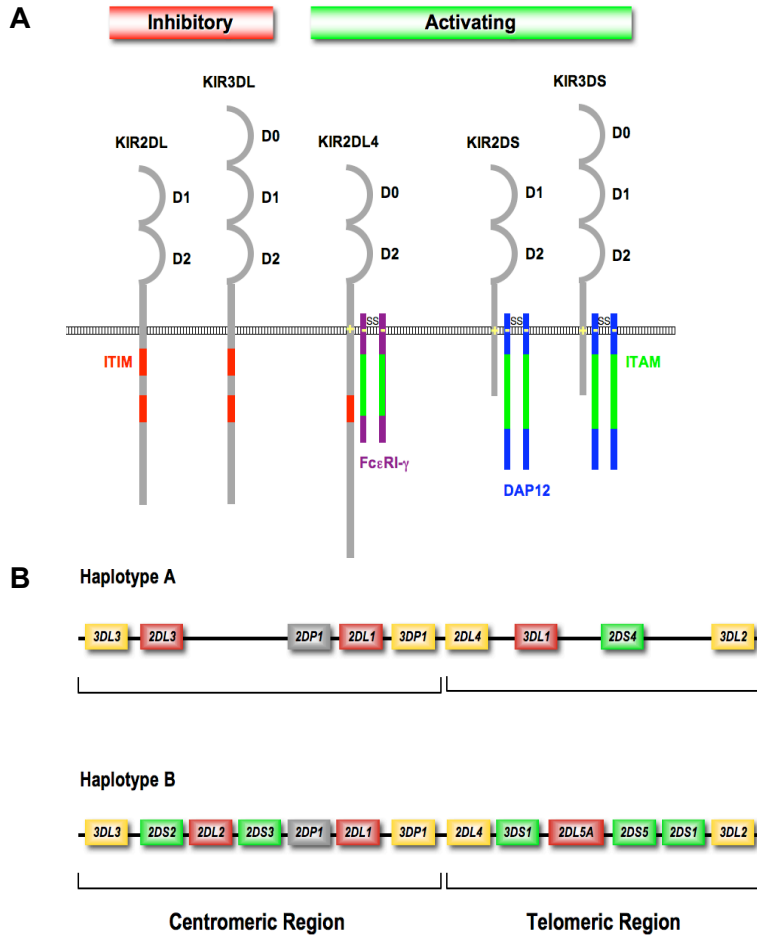 A
Inhibitory
Activating
KIR3DL
KIR3DS
KIR2DL
KIR2DL4
KIR2DS
D0
D0
D1
D1
D0
D1
D1
D2
D2
D2
D2
D2
SS
SS
SS
+
+
+
ITIM
ITAM
FcεRI-γ
DAP12
B
Haplotype A
3DL3 2DL3 2DP1 2DL1 3DP1 2DL4 3DL1 2DS4 3DL2
Haplotype B
3DL3 2DS2 2DL2 2DS3 2DP1 2DL1 3DP1 2DL4 3DS1 2DL5A 2DS5 2DS1 3DL2
Centromeric Region
Telomeric Region